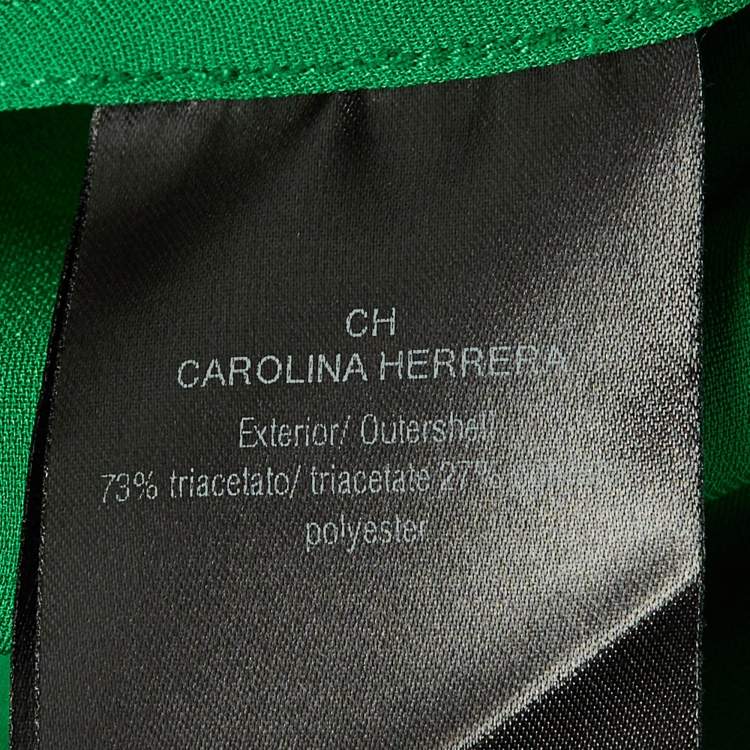 CH
CAROLINA HERRERA
Exterior/ Outershell
73% triacetato/ triacetate 27%
polyester